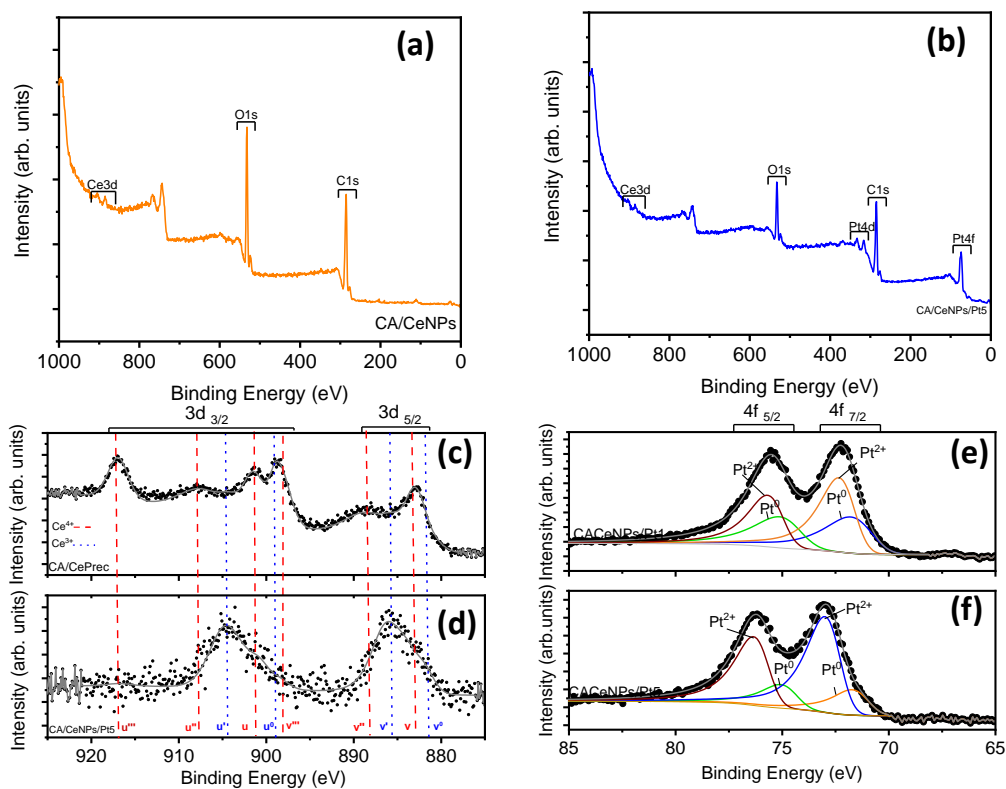 (a)
Intensity (arb. units)
Ce3d
O1s
C1s
CA/CeNPs
1000 800 600 400 200 0
Binding Energy (eV)
(b)
Intensity (arb. units)
Ce3d
O1s
Pt4d
C1s
Pt4f
CA/CeNPs/Pt5
1000 800 600 400 200 0
Binding Energy (eV)
3d 3/2 3d 5/2
(c)
Intensity (arb. units)
Ce4+
Ce3+
CA/CePrec
(d)
Intensity (arb. units)
CA/CeNPs/Pt5
u''' u'' u' u u0 v''' v'' v' v v0
920 910 900 890 880
Binding Energy (eV)
4f 5/2 4f 7/2
(e)
Intensity (arb. units)
Pt2+
Pt0
Pt2+
Pt0
CACeNPs/Pt1
(f)
Intensity (arb.units)
Pt2+
Pt0
Pt2+
Pt0
CACeNPs/Pt5
85 80 75 70 65
Binding Energy (eV)